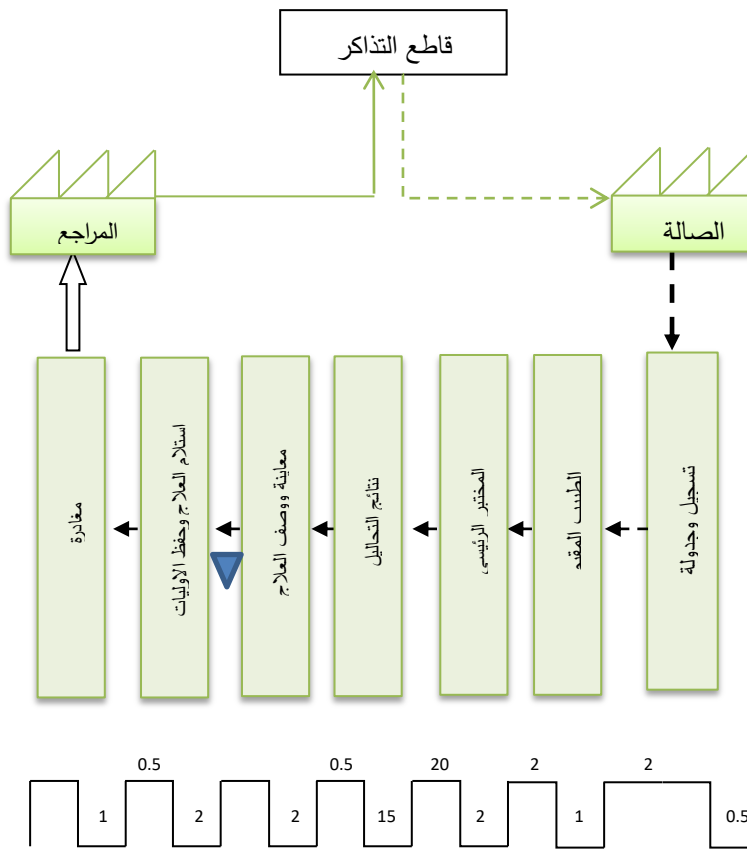 قاطع التذاكر
الصالة
المراجع
تسجيل وجدولة
الطبيب المقيم
المختبر الرئيسي
نتائج التحاليل
معاينة ووصف العلاج
استلام العلاج وحفظ الاوليات
مغادرة
2
2
20
0.5
0.5
0.5
1
2
15
2
2
1